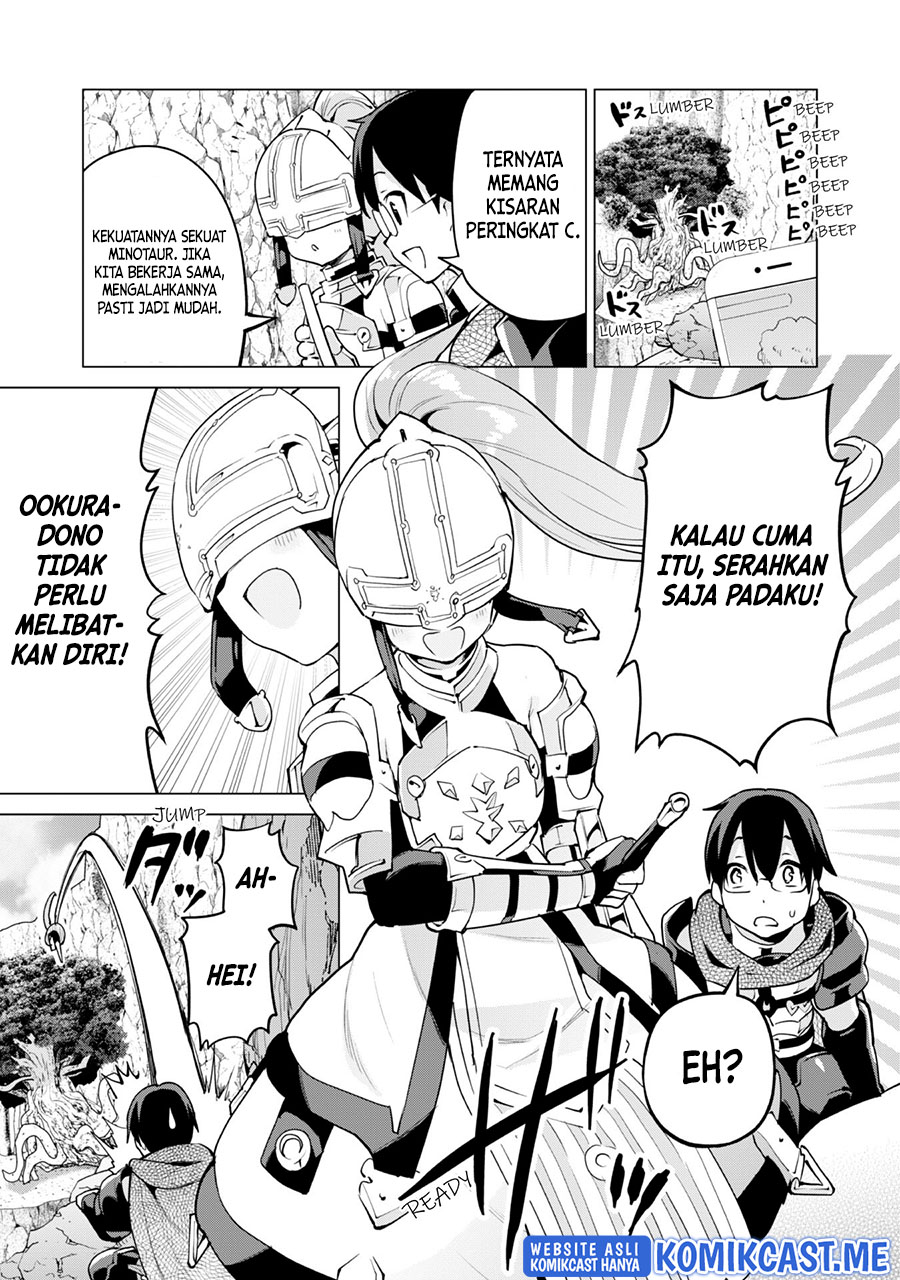 ドス LUMBER
ピ BEEP
ピ BEEP
ピ BEEP
ピ BEEP
ピ BEEP
ピ BEEP
ドス
LUMBER
ドス
LUMBER
TERNYATA
MEMANG
KISARAN
PERINGKAT C.
KEKUATANNYA SEKUAT
MINOTAUR. JIKA
KITA BEKERJA SAMA,
MENGALAHKANNYA
PASTI JADI MUDAH.
KALAU CUMA
ITU, SERAHKAN
SAJA PADAKU!
OOKURA-
DONO
TIDAK
PERLU
MELIBAT-
KAN DIRI!
EH?
READY
JUMP
ダッ
AH-
HEI!
WEBSITE ASLI
KOMIKCAST HANYA
KOMIKCAST.ME